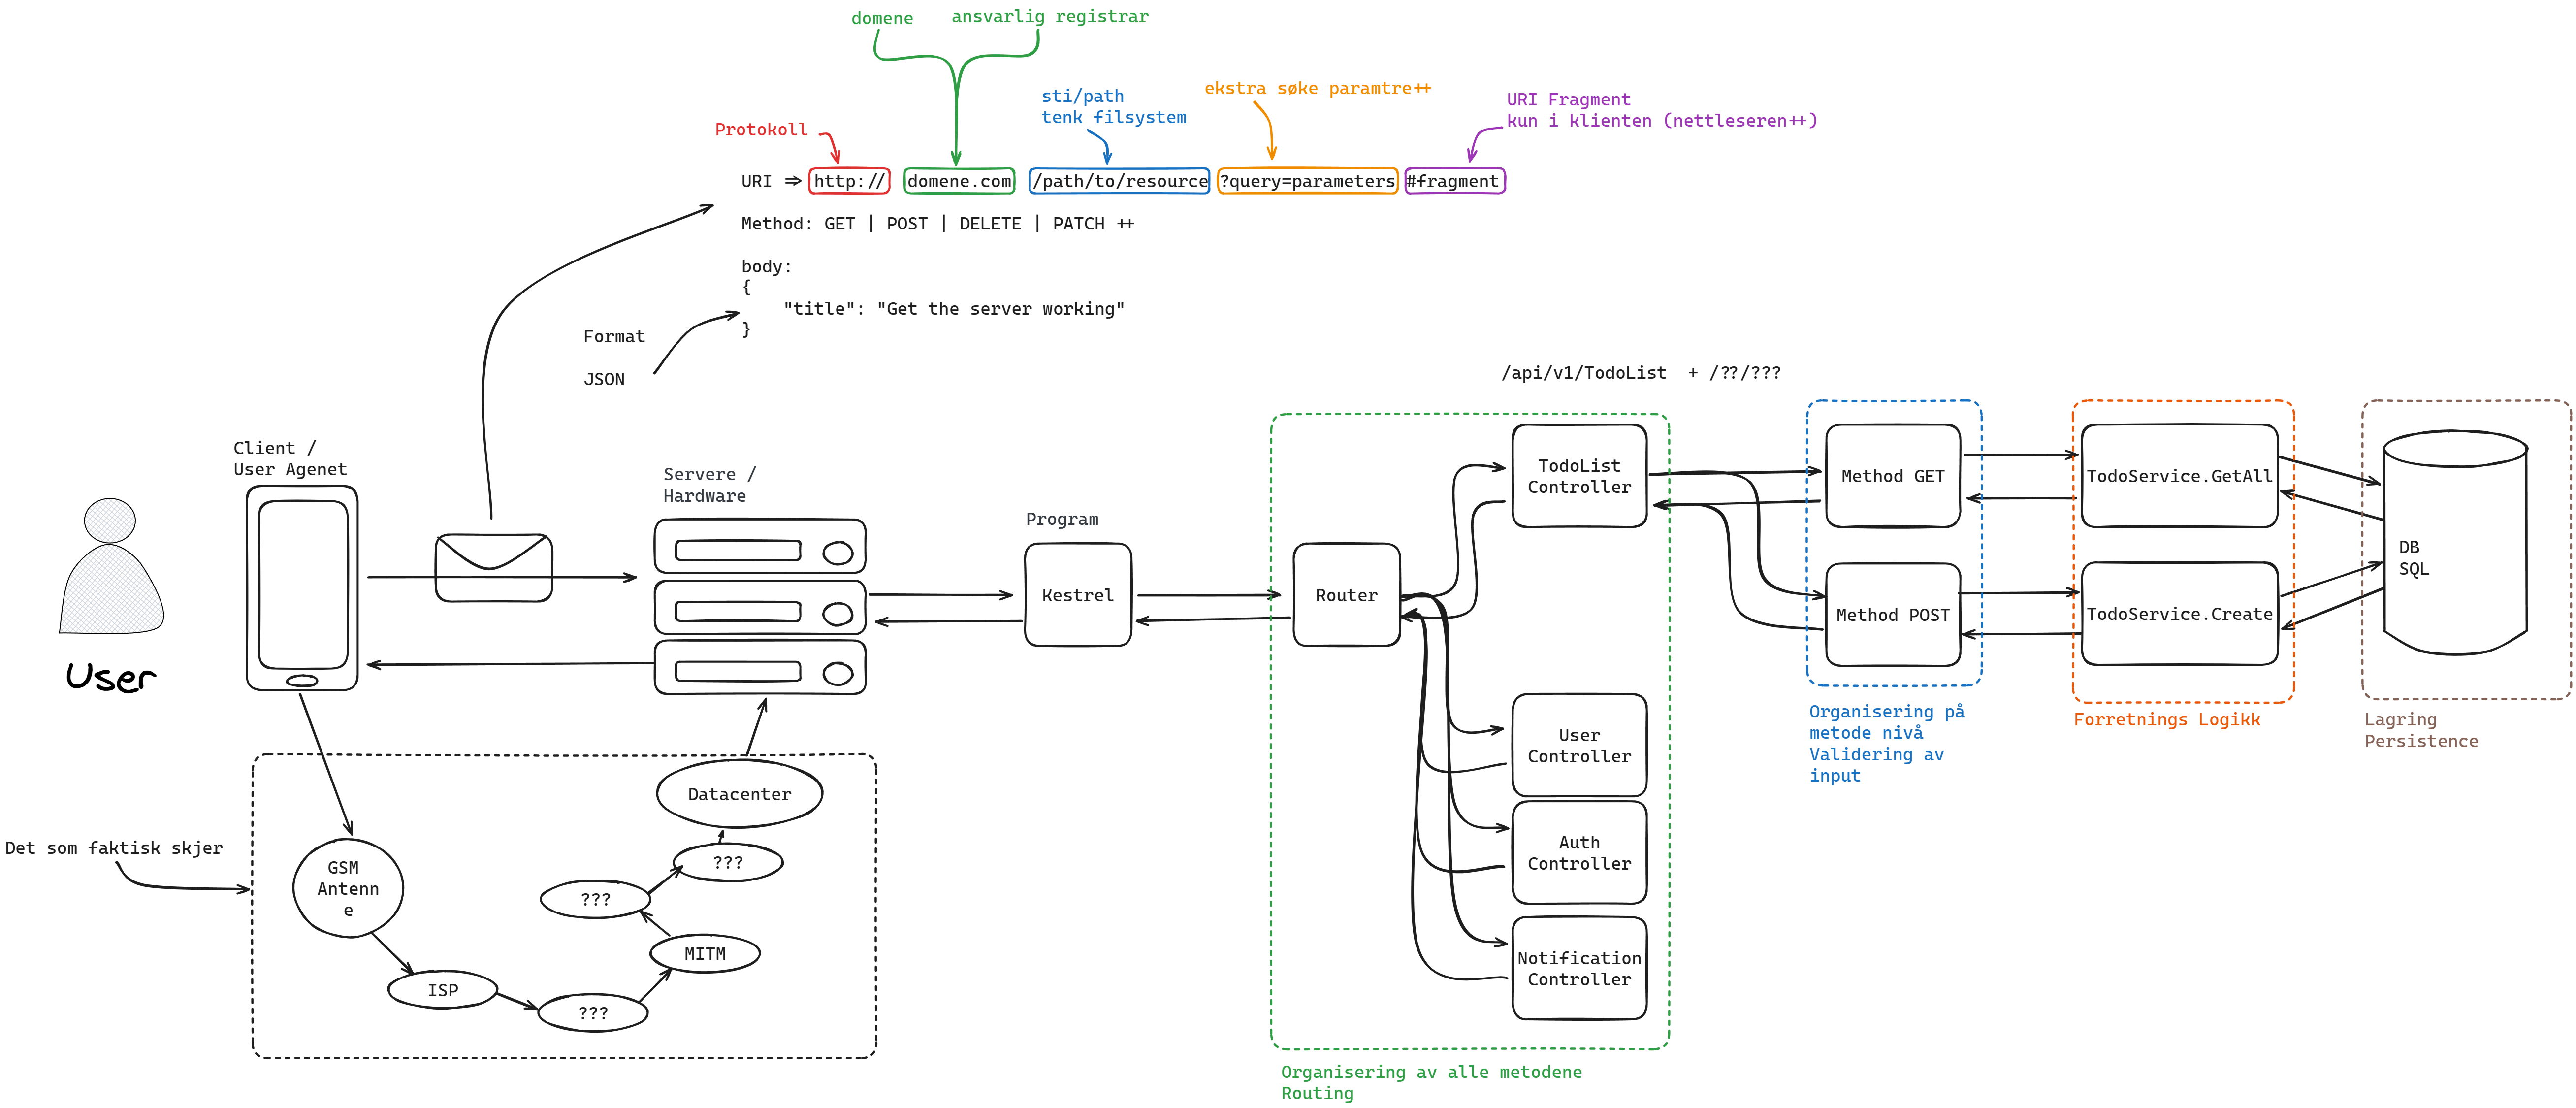 domene
ansvarlig registrar
sti/path
tenk filsystem
ekstra søke paramtre++
URI Fragment
kun i klienten (nettleseren++)
Protokoll
URI => http:// domene.com /path/to/resource ?query=parameters #fragment
Method: GET | POST | DELETE | PATCH ++
body:
{
"title": "Get the server working"
}
Format
JSON
/api/v1/TodoList + /??/???
Client /
User Agenet
User
Servere /
Hardware
Program
Kestrel
Router
TodoList
Controller
User
Controller
Auth
Controller
Notification
Controller
Organisering av alle metodene
Routing
Method GET
Method POST
Organisering på
metode nivå
Validering av
input
TodoService.GetAll
TodoService.Create
Forretnings Logikk
DB
SQL
Lagring
Persistence
Det som faktisk skjer
GSM
Antenn
e
ISP
???
MITM
???
???
Datacenter